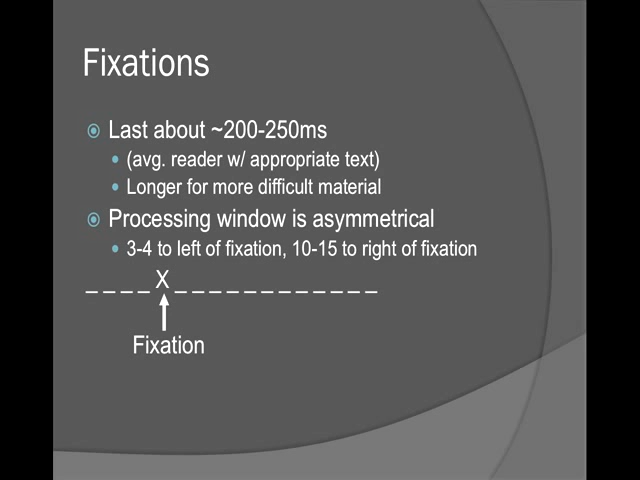 Fixations
Last about ~200-250ms
(avg. reader w/ appropriate text)
Longer for more difficult material
Processing window is asymmetrical
3-4 to left of fixation, 10-15 to right of fixation
_ _ _ _ X _ _ _ _ _ _ _ _ _ _ _ _
Fixation